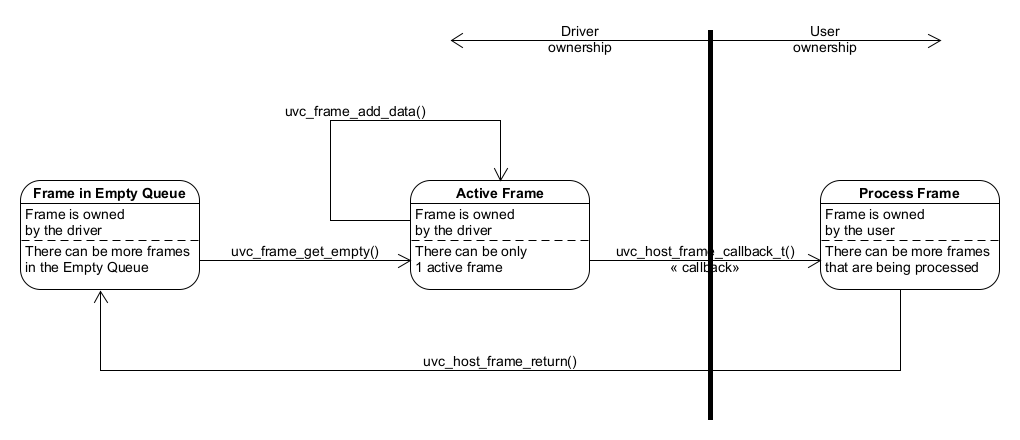 Driver
ownership
User
ownership
uvc_frame_add_data()
Frame in Empty Queue
Frame is owned
by the driver
There can be more frames
in the Empty Queue
uvc_frame_get_empty()
Active Frame
Frame is owned
by the driver
There can be only
1 active frame
uvc_host_frame_callback_t()
« callback»
Process Frame
Frame is owned
by the user
There can be more frames
that are being processed
uvc_host_frame_return()